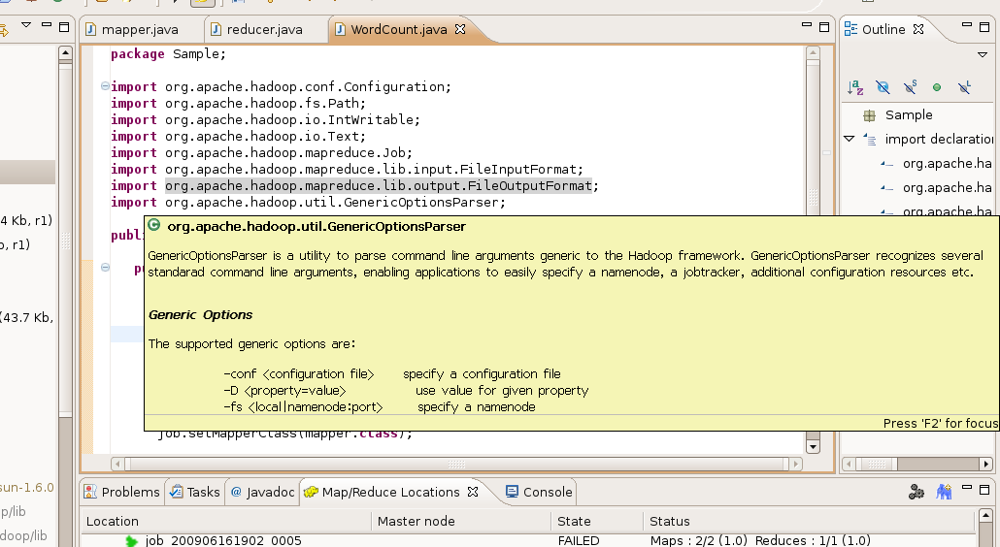 mapper.java
reducer.java
WordCount.java
Outline
package Sample;
import org.apache.hadoop.conf.Configuration;
import org.apache.hadoop.fs.Path;
import org.apache.hadoop.io.IntWritable;
import org.apache.hadoop.io.Text;
import org.apache.hadoop.mapreduce.Job;
import org.apache.hadoop.mapreduce.lib.input.FileInputFormat;
import org.apache.hadoop.mapreduce.lib.output.FileOutputFormat;
import org.apache.hadoop.util.GenericOptionsParser;
Sample
import declaration
org.apache.ha
org.apache.ha
org.apache.ha
4 Kb, r1)
b, r1)
(43.7 Kb,
sun-1.6.0
p/lib
doop/lib
publi
p
org.apache.hadoop.util.GenericOptionsParser
GenericOptionsParser is a utility to parse command line arguments generic to the Hadoop framework. GenericOptionsParser recognizes several
standarad command line arguments, enabling applications to easily specify a namenode, a jobtracker, additional configuration resources etc.
Generic Options
The supported generic options are:
-conf <configuration file> specify a configuration file
-D <property=value> use value for given property
-fs <local|namenode:port> specify a namenode
Press 'F2' for focus
job.setMapperClass(mapper.class);
Problems
Tasks
@ Javadoc
Map/Reduce Locations
Console
Location Master node State Status
job_200906161902_0005 FAILED Maps : 2/2 (1.0) Reduces : 1/1 (1.0)